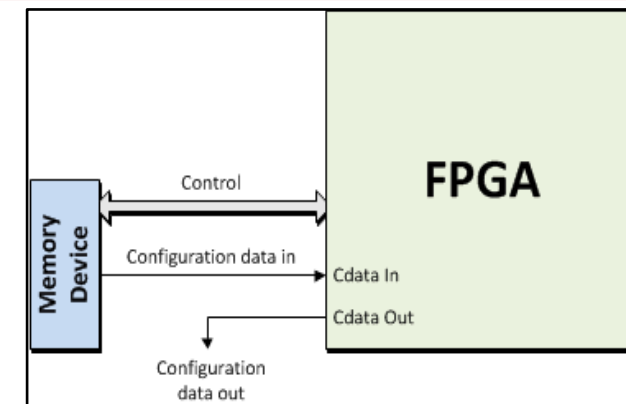 FPGA
Control
Memory
Device
Configuration data in
Cdata In
Cdata Out
Configuration
data out